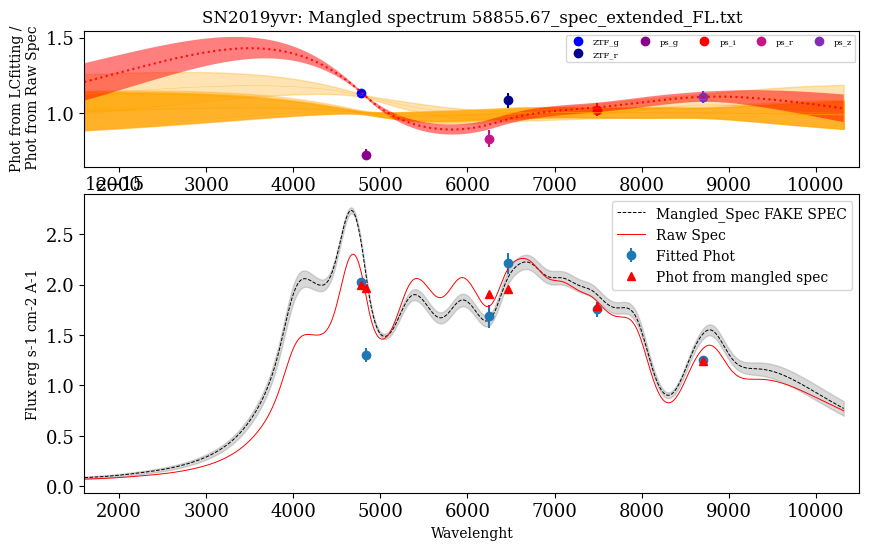 SN2019yvr: Mangled spectrum 58855.67_spec_extended_FL.txt
Phot from LCfitting /
Phot from Raw Spec
1.5
1.0
ZTF_g
ps_g
ps_i
ps_r
ps_z
ZTF_r
2000 3000 4000 5000 6000 7000 8000 9000 10000
1e−15
Flux erg s-1 cm-2 A-1
2.5
2.0
1.5
1.0
0.5
0.0
Mangled_Spec FAKE SPEC
Raw Spec
Fitted Phot
Phot from mangled spec
2000 3000 4000 5000 6000 7000 8000 9000 10000
Wavelenght